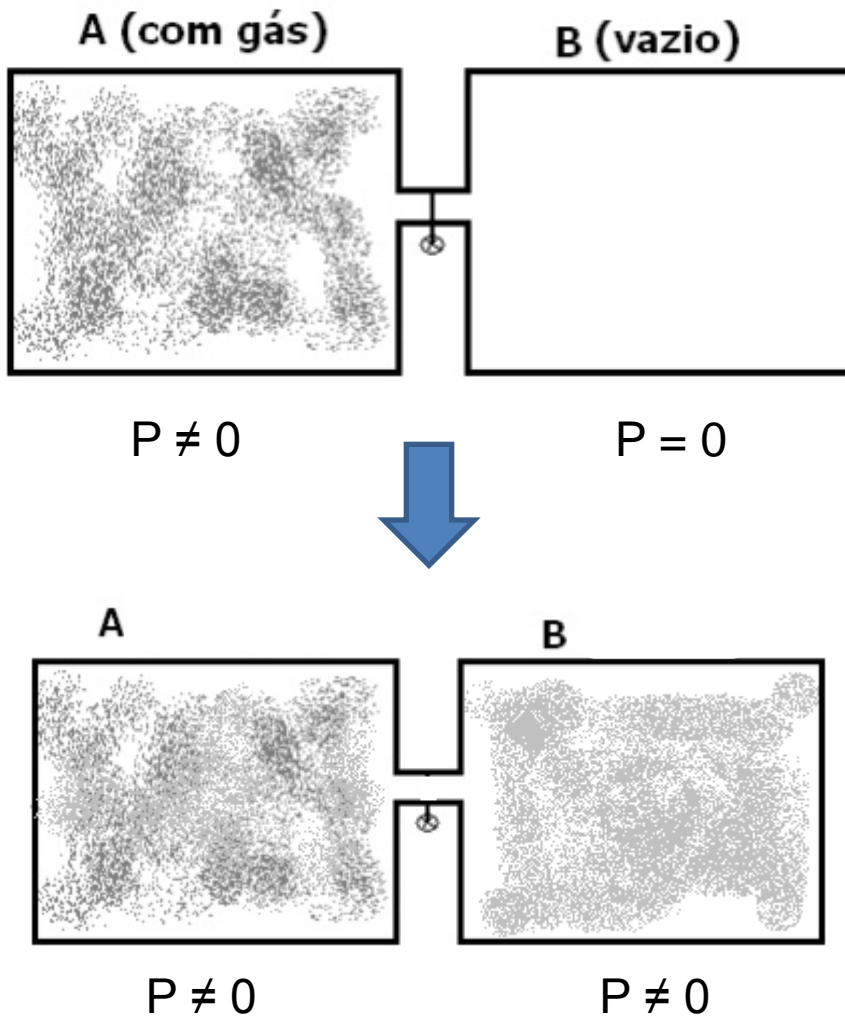 A (com gás)
B (vazio)
P ≠ 0
P = 0
A
B
P ≠ 0
P ≠ 0